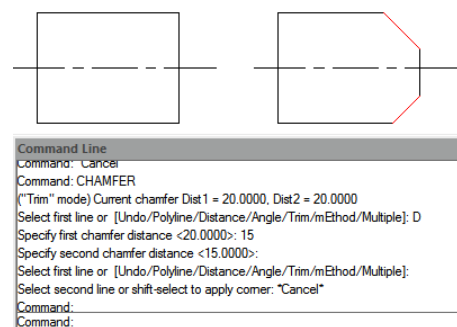 Command Line
Command: *Cancel*
Command: CHAMFER
("Trim" mode) Current chamfer Dist1 = 20.0000, Dist2 = 20.0000
Select first line or [Undo/Polyline/Distance/Angle/Trim/mEthod/Multiple]: D
Specify first chamfer distance <20.0000>: 15
Specify second chamfer distance <15.0000>:
Select first line or [Undo/Polyline/Distance/Angle/Trim/mEthod/Multiple]:
Select second line or shift-select to apply corner: *Cancel*
Command:
Command: